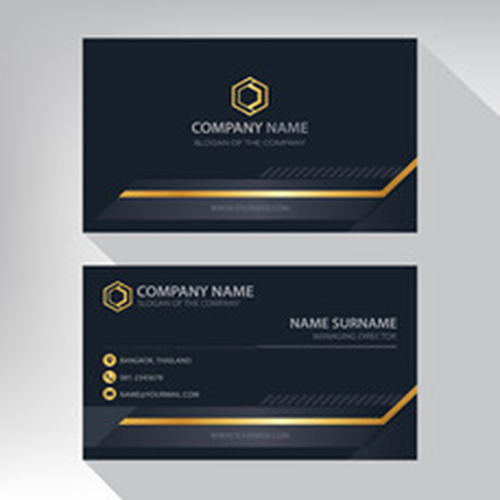 COMPANY NAME
SLOGAN OF THE COMPANY
WWW.YOURWEB.COM
COMPANY NAME
SLOGAN OF THE COMPANY
NAME SURNAME
MANAGING DIRECTOR
BANGKOK, THAILAND
081-2345678
NAME@YOURMAIL.COM
WWW.YOURWEB.COM